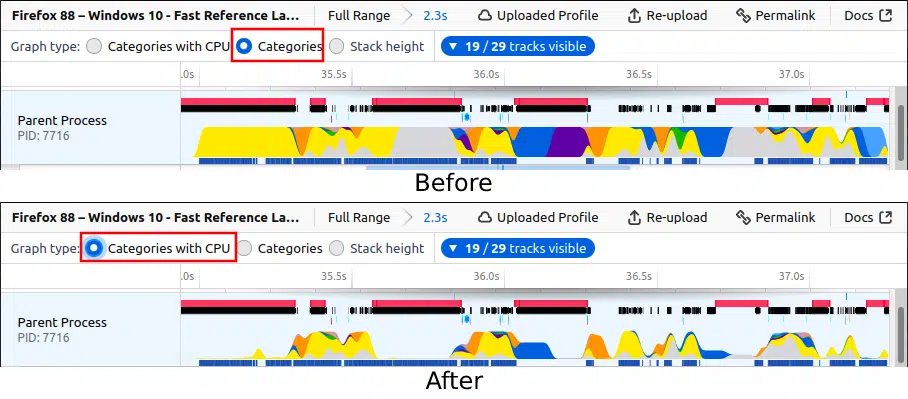 Firefox 88 – Windows 10 - Fast Reference La... Full Range 2.3s Uploaded Profile Re-upload Permalink Docs
Graph type: Categories with CPU Categories Stack height ▼ 19 / 29 tracks visible
.0s 35.5s 36.0s 36.5s 37.0s
Parent Process
PID: 7716
Before
Firefox 88 – Windows 10 - Fast Reference La... Full Range 2.3s Uploaded Profile Re-upload Permalink Docs
Graph type: Categories with CPU Categories Stack height ▼ 19 / 29 tracks visible
.0s 35.5s 36.0s 36.5s 37.0s
Parent Process
PID: 7716
After